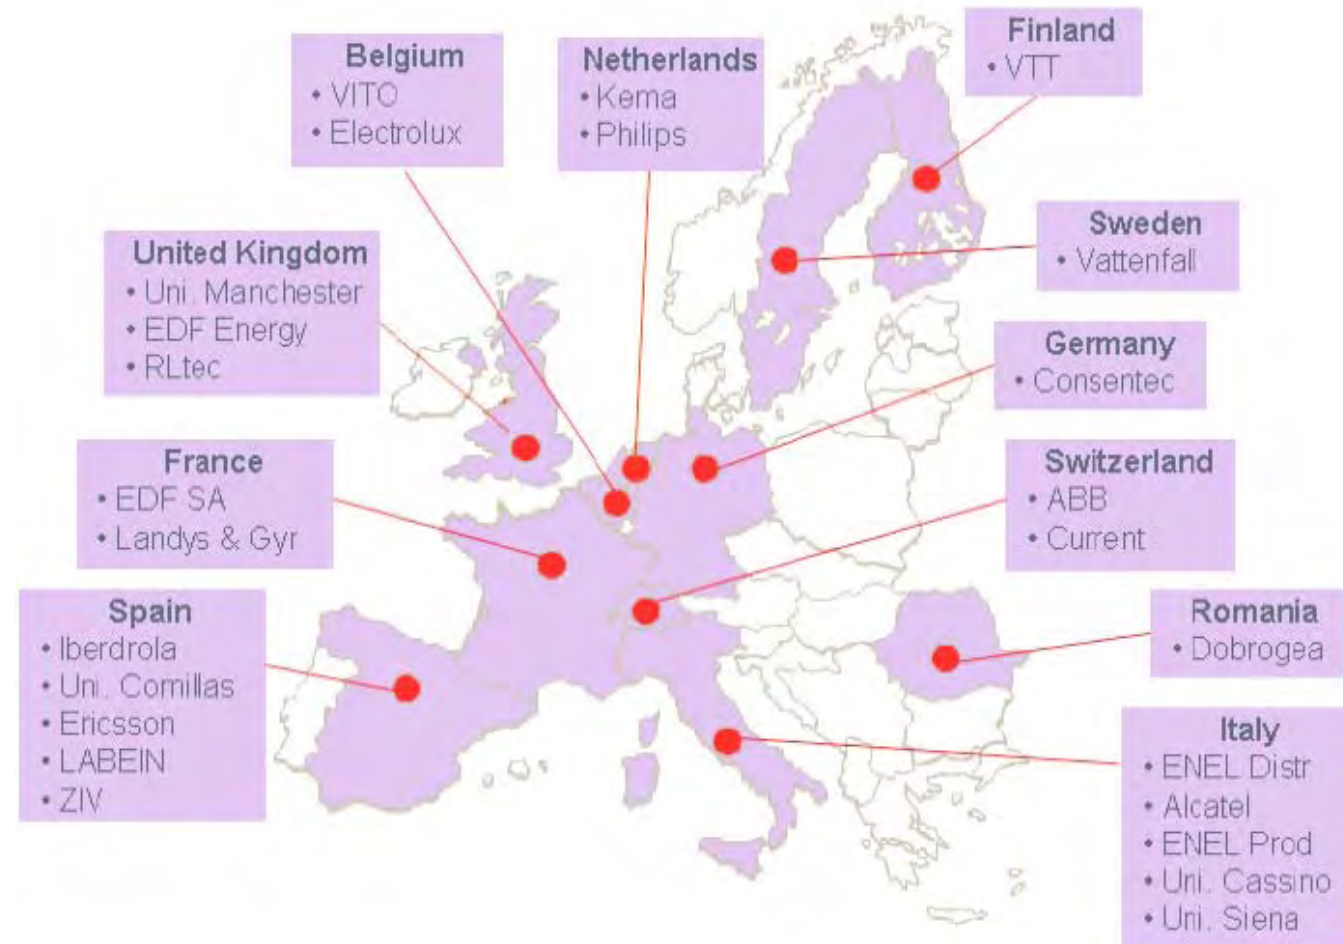 Belgium
• VITO
• Electrolux
Netherlands
• Kema
• Philips
Finland
• VTT
United Kingdom
• Uni. Manchester
• EDF Energy
• RLtec
Sweden
• Vattenfall
Germany
• Consentec
France
• EDF SA
• Landys & Gyr
Switzerland
• ABB
• Current
Spain
• Iberdrola
• Uni. Comillas
• Ericsson
• LABEIN
• ZIV
Romania
• Dobrogea
Italy
• ENEL Distr
• Alcatel
• ENEL Prod
• Uni. Cassino
• Uni. Siena